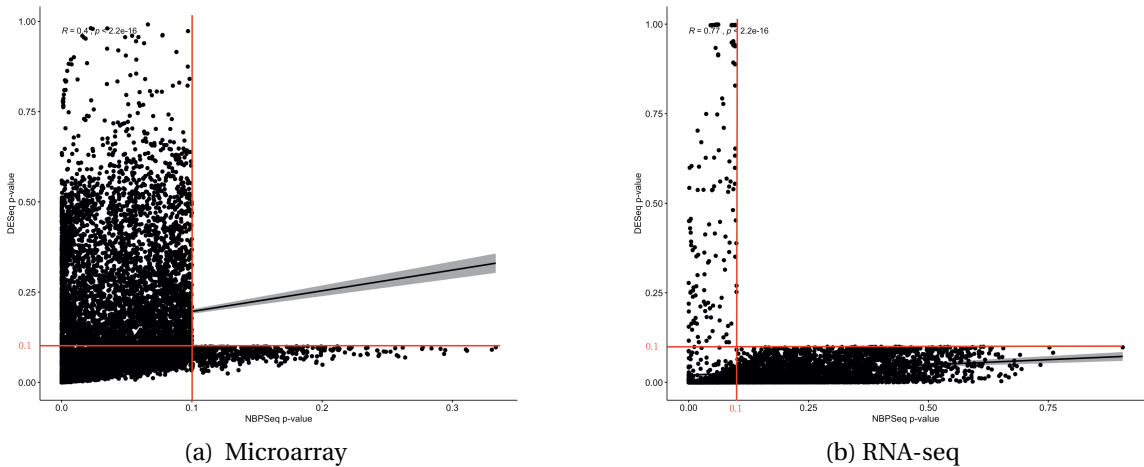 1.00
R = 0.4 , p < 2.2e-16
0.75
DESeq p-value
0.50
0.25
0.1
0.00
0.0
0.1
0.2
0.3
NBPSeq p-value
(a) Microarray
1.00
R = 0.77 , p < 2.2e-16
0.75
DESeq p-value
0.50
0.25
0.1
0.00
0.00
0.1
0.25
0.50
0.75
NBPSeq p-value
(b) RNA-seq